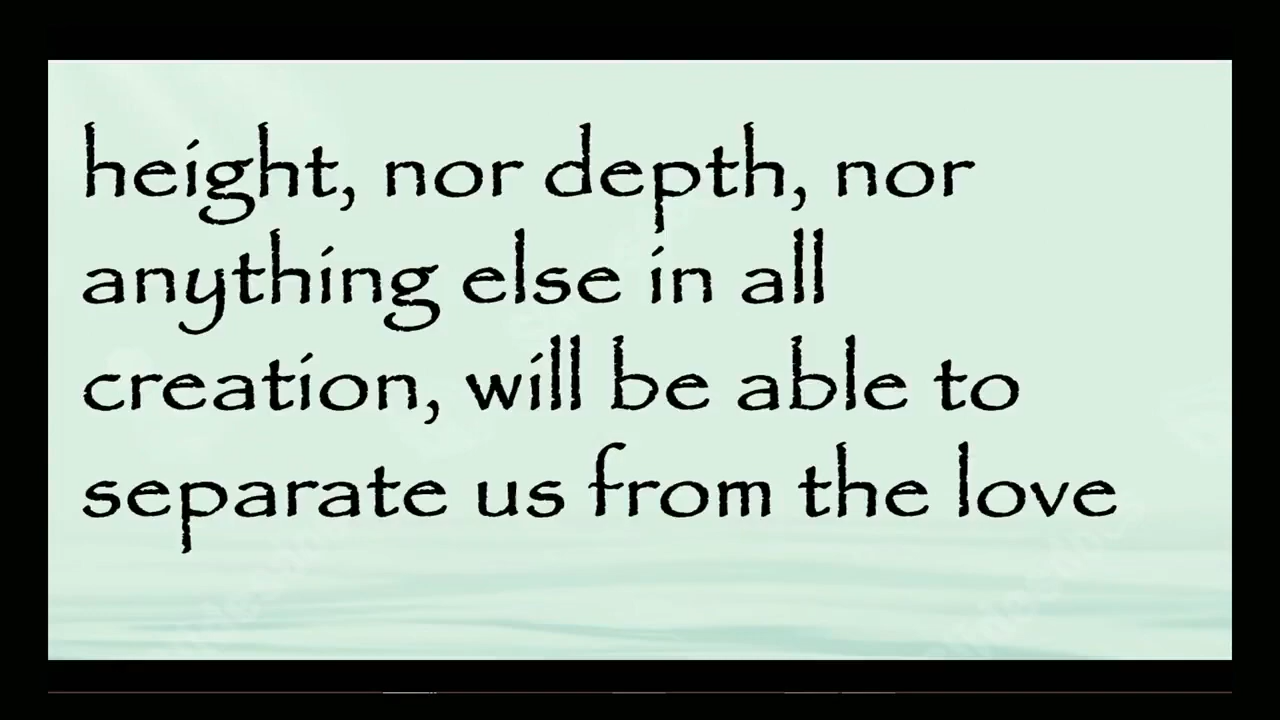 height, nor depth, nor
anything else in all
creation, will be able to
separate us from the love